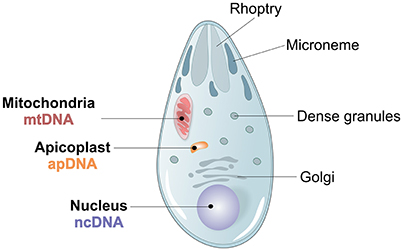 Rhoptry
Microneme
Mitochondria
mtDNA
Dense granules
Apicoplast
apDNA
Golgi
Nucleus
ncDNA